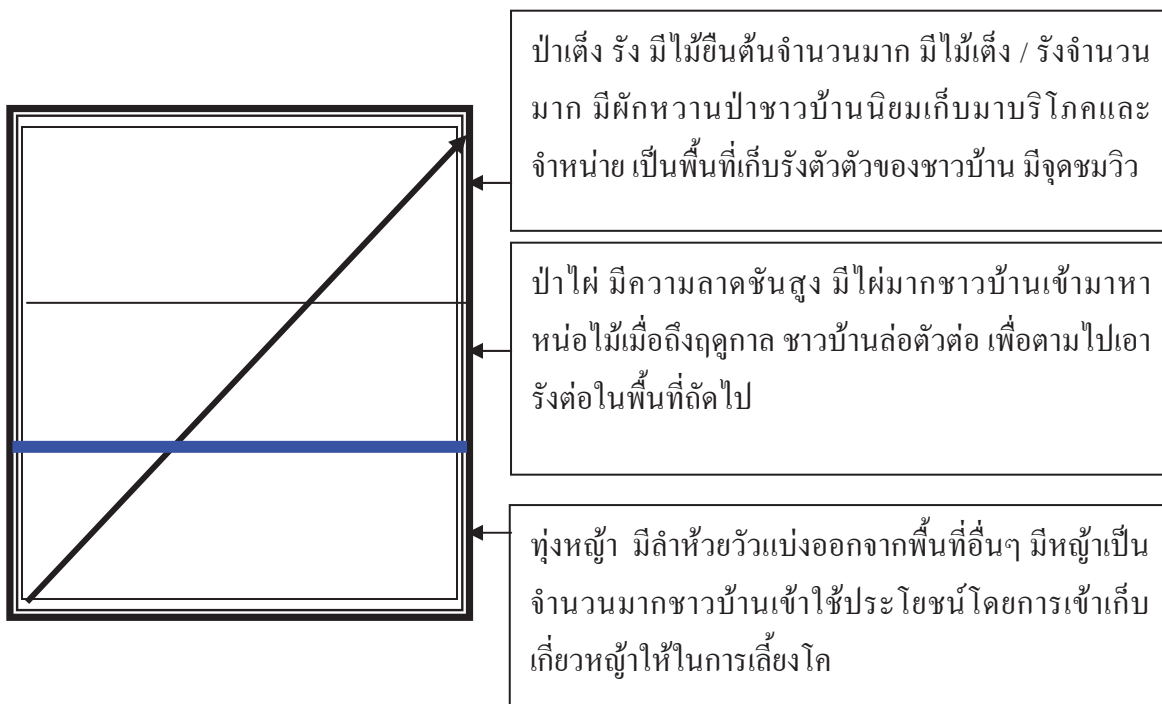 ป่าเต็ง รัง มีไม้ยืนต้นจำนวนมาก มีไม้เต็ง / รังจำนวน
มาก มีผักหวานป่าชาวบ้านนิยมเก็บมาบริโภคและ
จำหน่าย เป็นพื้นที่เก็บรังตัวตัวของชาวบ้าน มีจุดชมวิว
ป่าไผ่ มีความลาดชันสูง มีไผ่มากชาวบ้านเข้ามาหา
หน่อไม้เมื่อถึงฤดูกาล ชาวบ้านล่อตัวต่อ เพื่อตามไปเอา
รังต่อในพื้นที่ถัดไป
ทุ่งหญ้า มีลำห้วยวัวแบ่งออกจากพื้นที่อื่นๆ มีหญ้าเป็น
จำนวนมากชาวบ้านเข้าใช้ประโยชน์โดยการเข้าเก็บ
เกี่ยวหญ้าให้ในการเลี้ยงโค